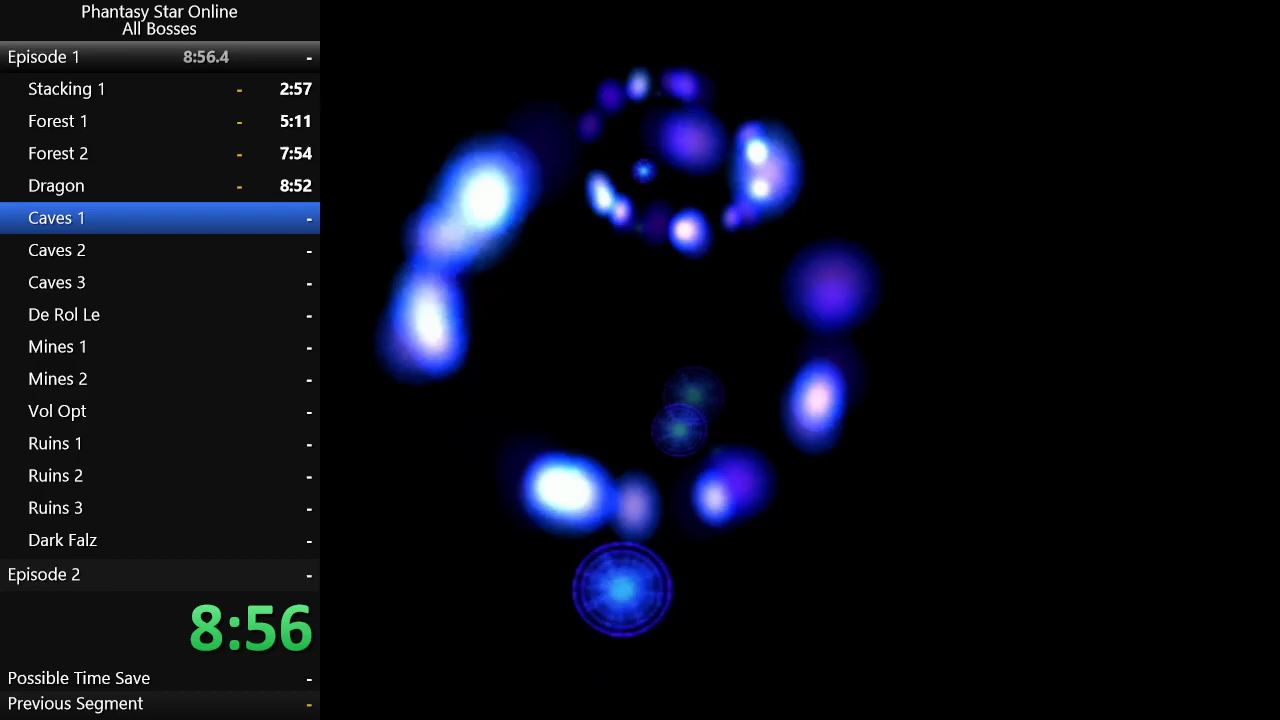 Phantasy Star Online
All Bosses
Episode 1 8:56.4 -
Stacking 1 - 2:57
Forest 1 - 5:11
Forest 2 - 7:54
Dragon - 8:52
Caves 1 -
Caves 2 -
Caves 3 -
De Rol Le -
Mines 1 -
Mines 2 -
Vol Opt -
Ruins 1 -
Ruins 2 -
Ruins 3 -
Dark Falz -
Episode 2 -
8:56
Possible Time Save -
Previous Segment -